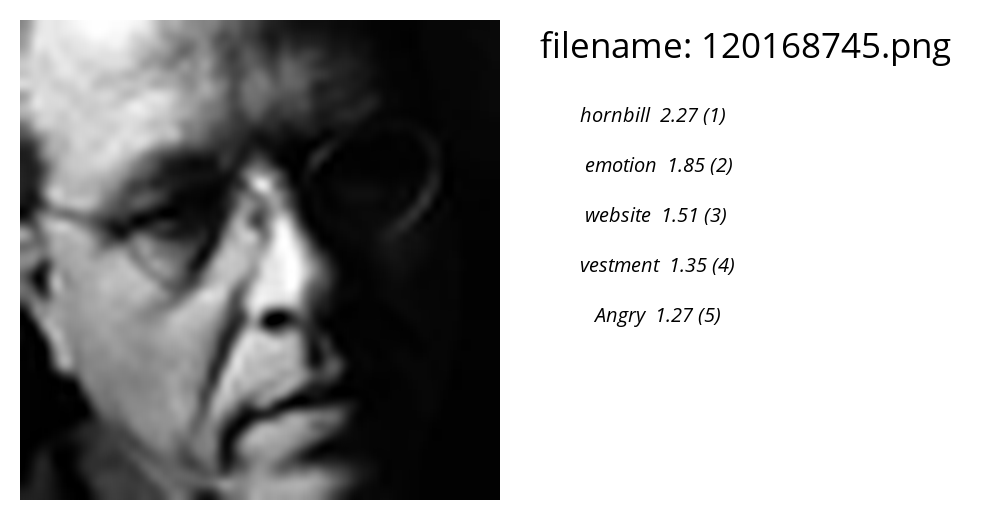 filename: 120168745.png
hornbill 2.27 (1)
emotion 1.85 (2)
website 1.51 (3)
vestment 1.35 (4)
Angry 1.27 (5)